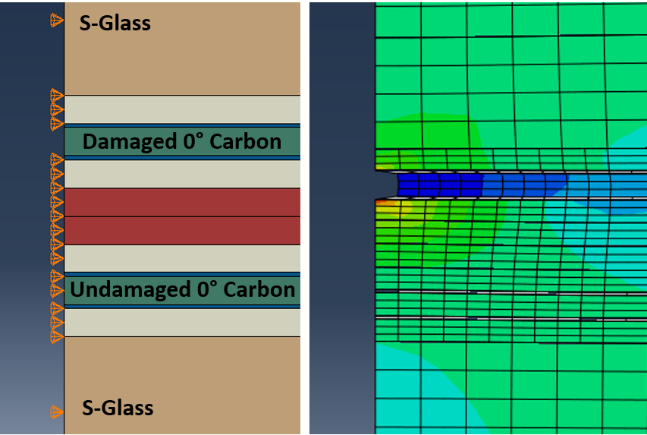 S-Glass
Damaged 0° Carbon
Undamaged 0° Carbon
S-Glass